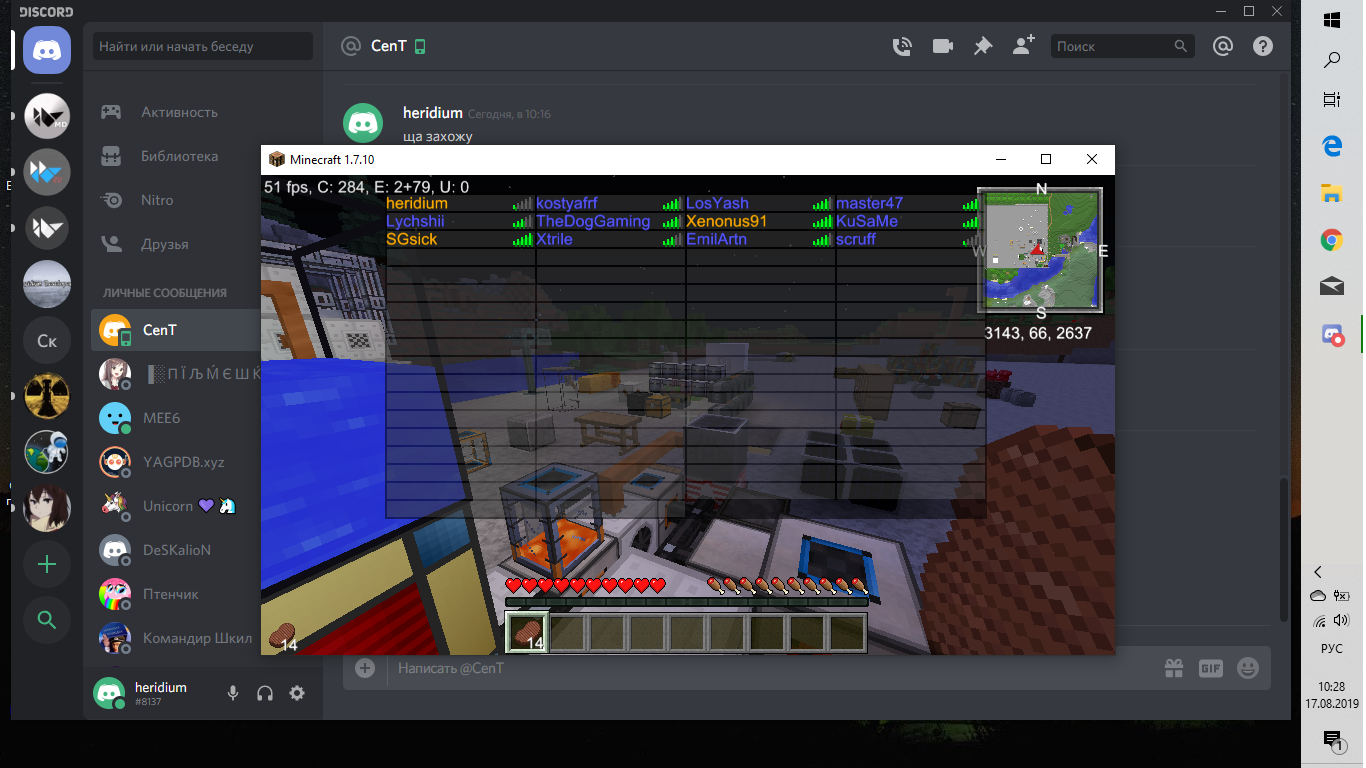 DISCORD
Найти или начать беседу
CenT
Поиск
Активность
Библиотека
Nitro
Друзья
ЛИЧНЫЕ СООБЩЕНИЯ
CenT
MEE6
YAGPDB.xyz
Unicorn 💜 🦄
DeSKalioN
Птенчик
Командир Шкил
heridium
#8137
MD
Ск
heridium Сегодня, в 10:16
ща захожу
Minecraft 1.7.10
51 fps, C: 284, E: 2+79, U: 0
heridium kostyafrf LosYash master47
Lychshii TheDogGaming Xenonus91 KuSaMe
SGsick Xtrile EmilArtn scruff
N
W E
S
3143, 66, 2637
14
14
Написать @CenT
GIF
РУС
10:28
17.08.2019
1